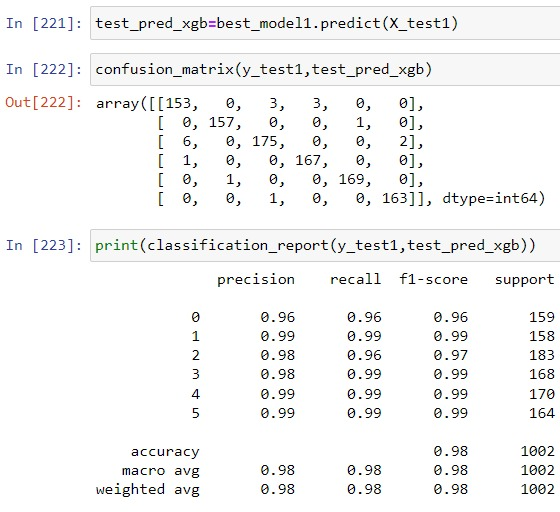 In [221]: test_pred_xgb=best_model1.predict(X_test1)
In [222]: confusion_matrix(y_test1,test_pred_xgb)
Out[222]: array([[153, 0, 3, 3, 0, 0],
[ 0, 157, 0, 0, 1, 0],
[ 6, 0, 175, 0, 0, 2],
[ 1, 0, 0, 167, 0, 0],
[ 0, 1, 0, 0, 169, 0],
[ 0, 0, 1, 0, 0, 163]], dtype=int64)
In [223]: print(classification_report(y_test1,test_pred_xgb))
precision recall f1-score support
0 0.96 0.96 0.96 159
1 0.99 0.99 0.99 158
2 0.98 0.96 0.97 183
3 0.98 0.99 0.99 168
4 0.99 0.99 0.99 170
5 0.99 0.99 0.99 164
accuracy 0.98 1002
macro avg 0.98 0.98 0.98 1002
weighted avg 0.98 0.98 0.98 1002